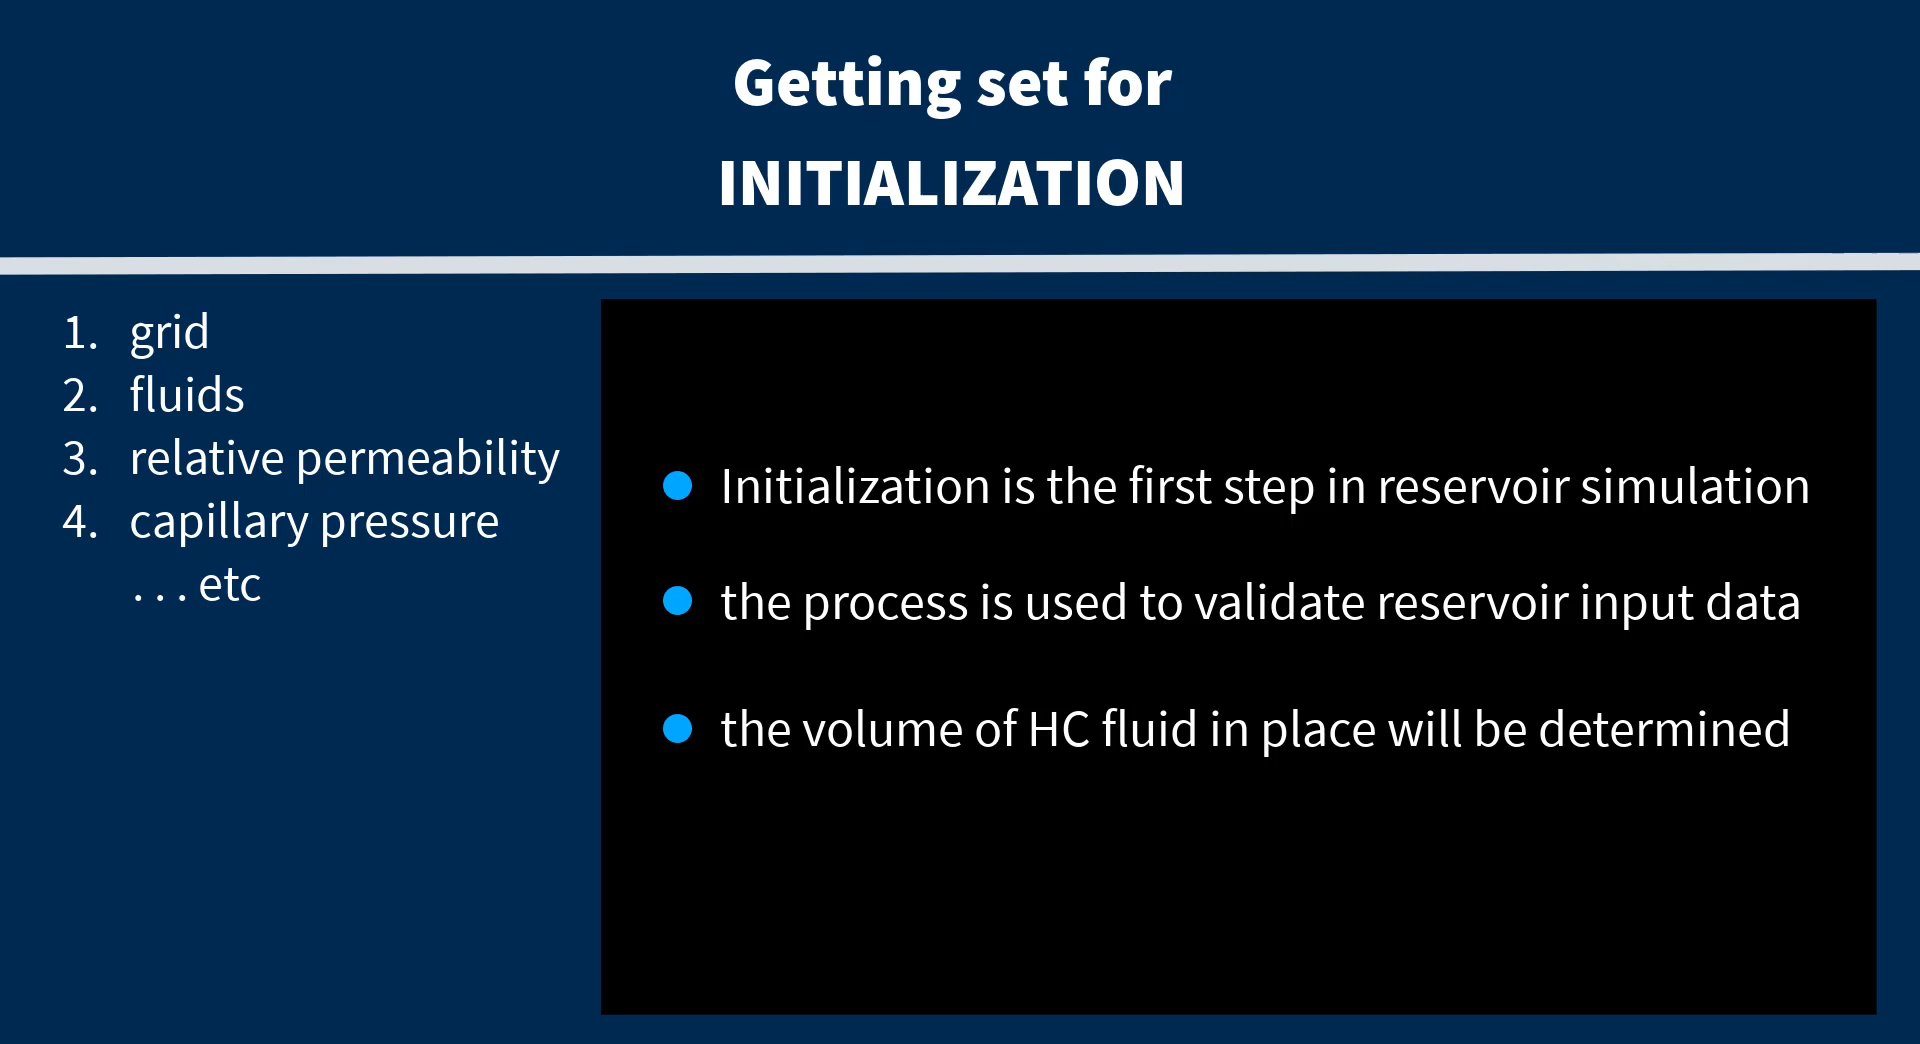 Getting set for
INITIALIZATION
1. grid
2. fluids
3. relative permeability
4. capillary pressure
. . . etc
Initialization is the first step in reservoir simulation
the process is used to validate reservoir input data
the volume of HC fluid in place will be determined